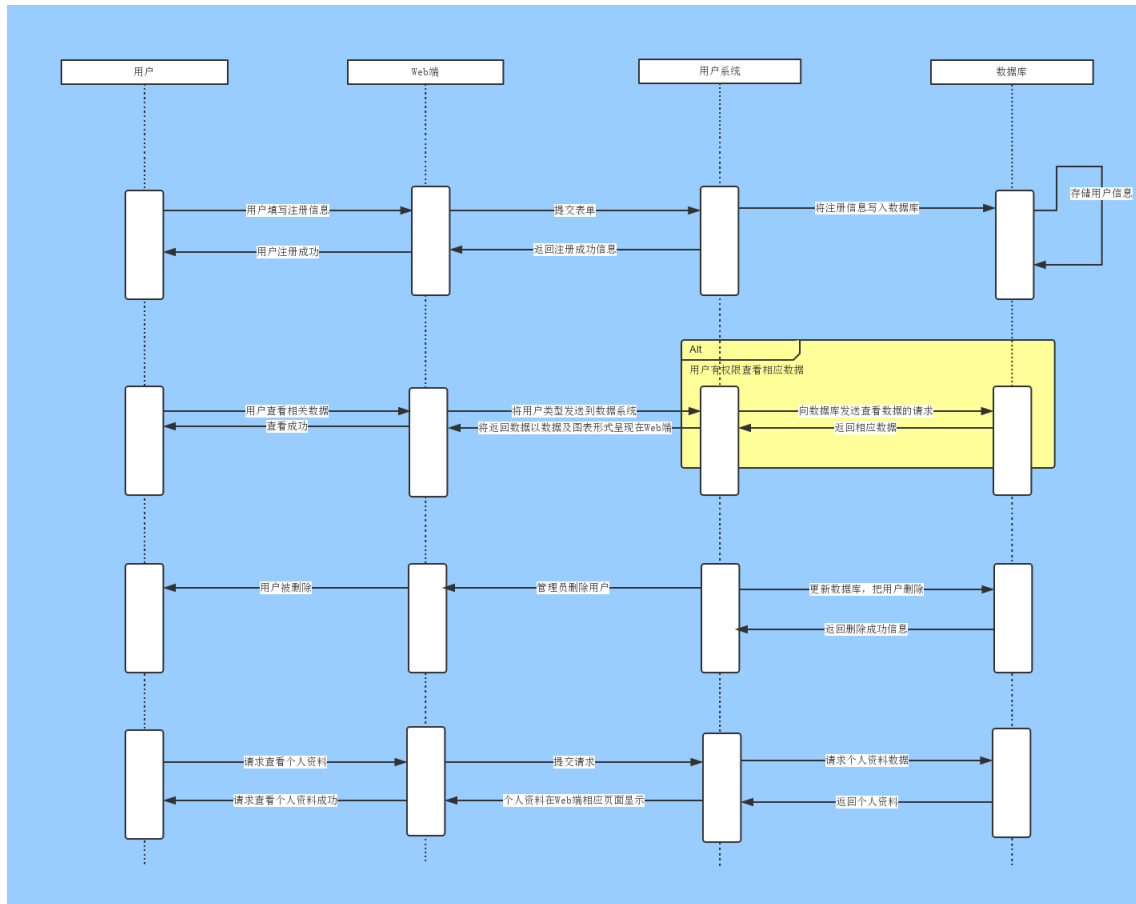 用户
Web端
用户系统
数据库
存储用户信息
用户填写注册信息
提交表单
将注册信息写入数据库
用户注册成功
返回注册成功信息
Alt
用户有权限查看相应数据
用户查看相关数据
将用户类型发送到数据系统
向数据库发送查看数据的请求
查看成功
将返回数据以数据及图表形式呈现在Web端
返回相应数据
用户被删除
管理员删除用户
更新数据库，把用户删除
返回删除成功信息
请求查看个人资料
提交请求
请求个人资料数据
请求查看个人资料成功
个人资料在Web端相应页面显示
返回个人资料